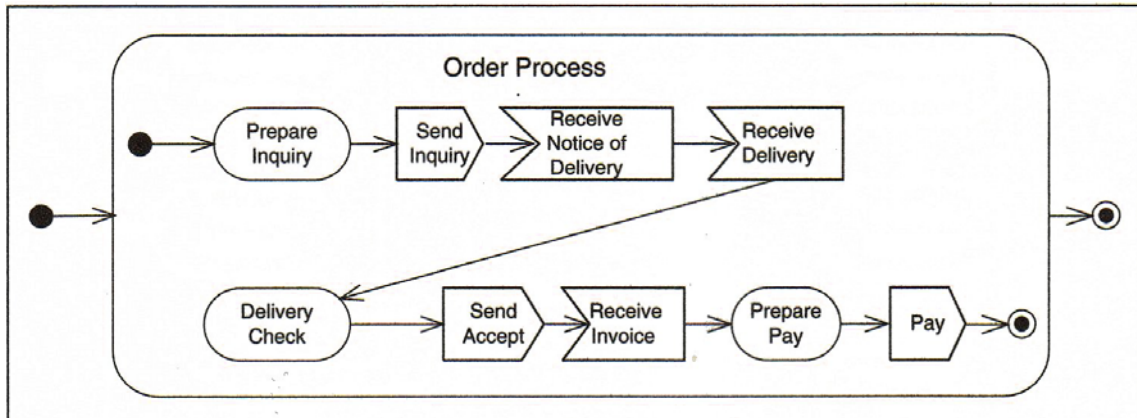 Order Process
Prepare
Inquiry
Send
Inquiry
Receive
Notice of
Delivery
Receive
Delivery
Delivery
Check
Send
Accept
Receive
Invoice
Prepare
Pay
Pay